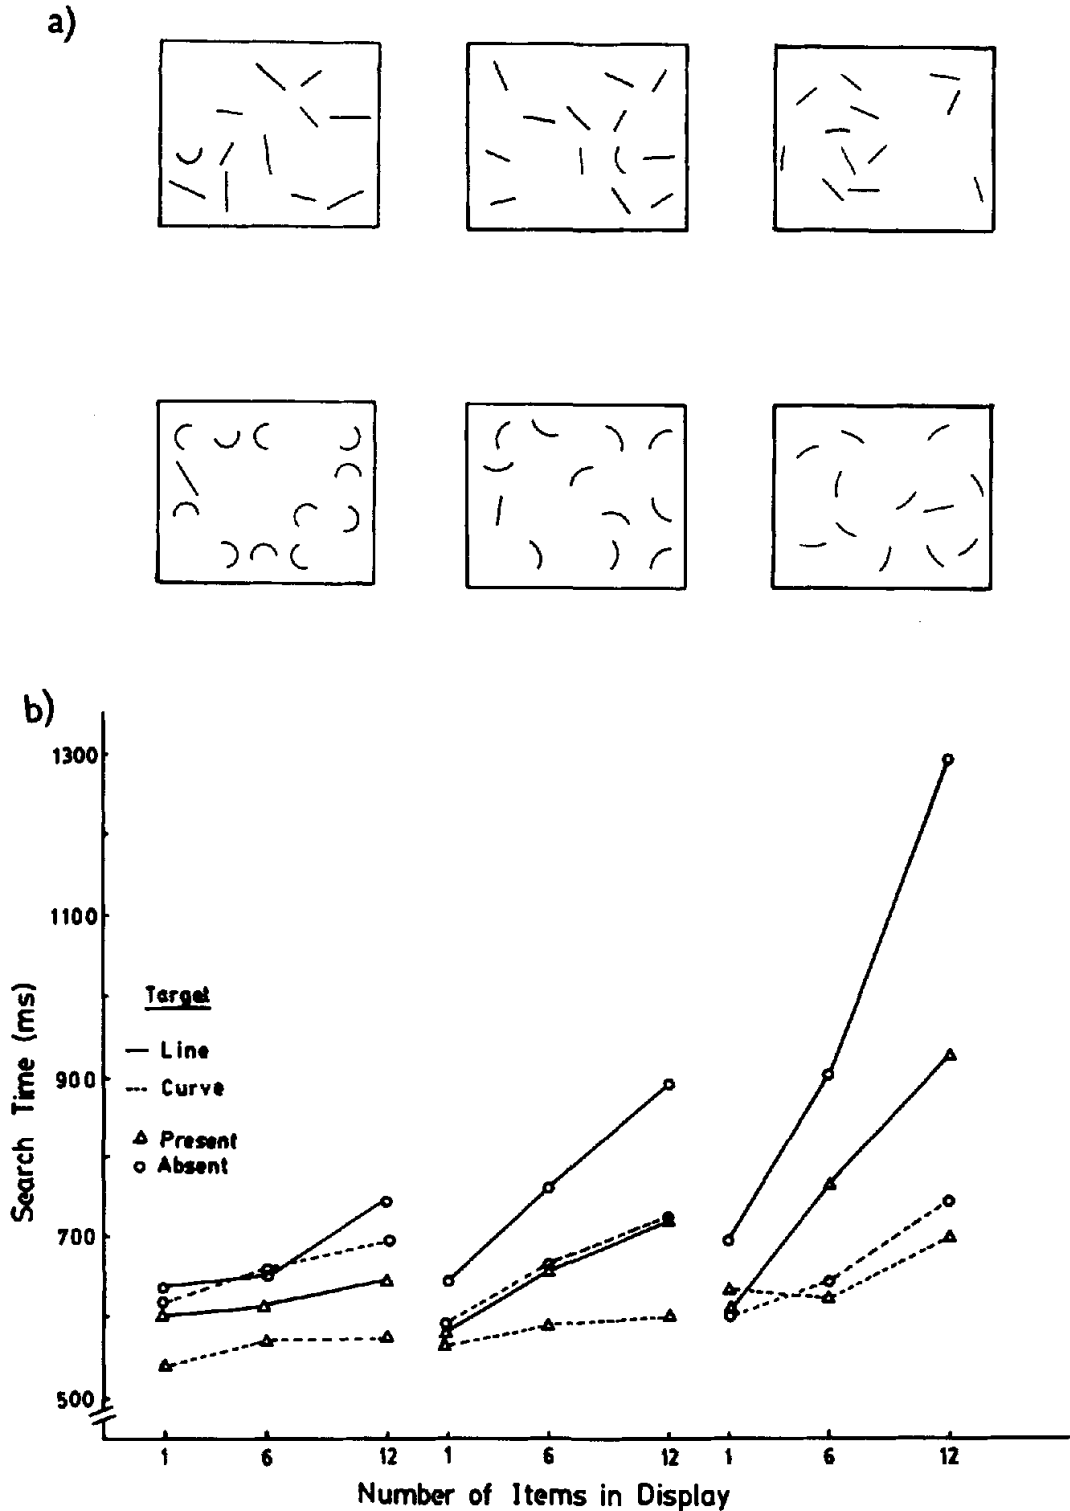 a)
b)
1300
1100
900
700
500
Search Time (ms)
Target
— Line
--- Curve
△ Present
○ Absent
1 6 12 1 6 12 1 6 12
Number of Items in Display